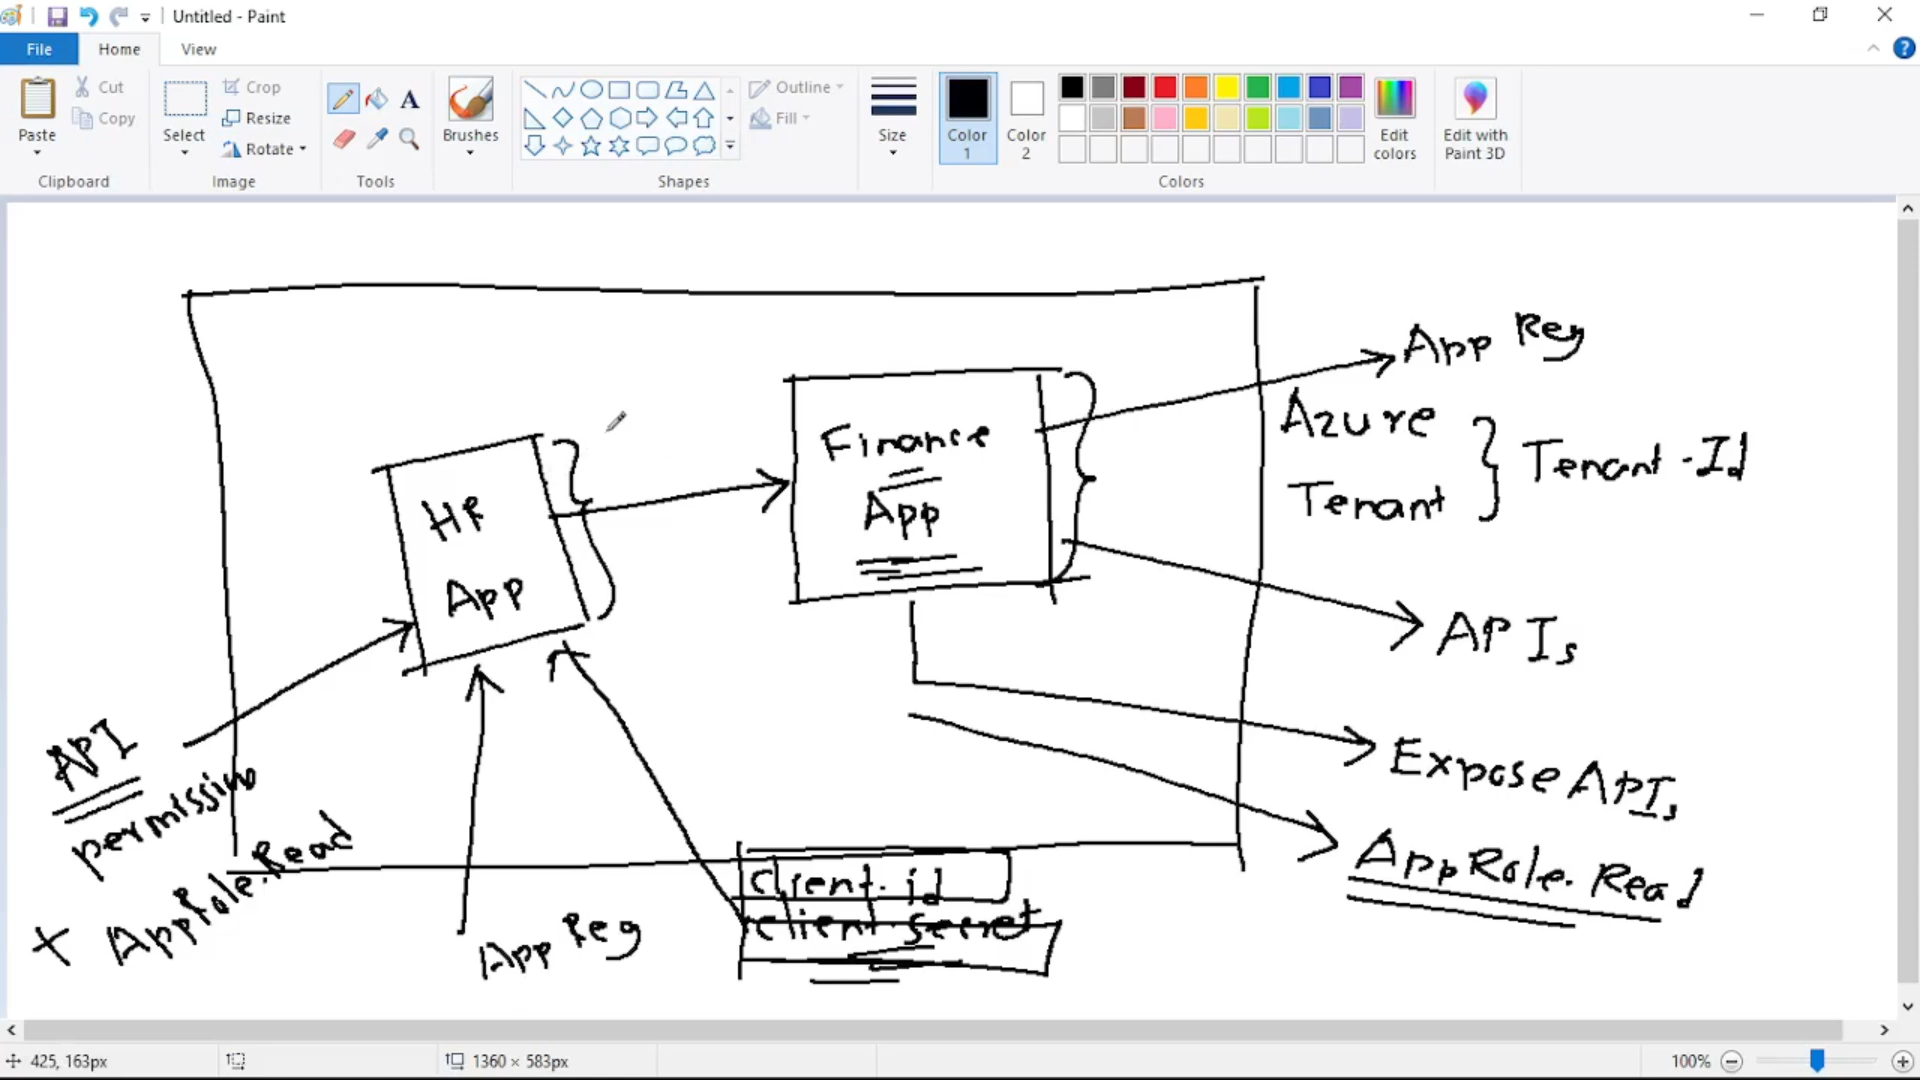 Untitled - Paint
File
Home
View
Paste
Cut
Copy
Clipboard
Select
Crop
Resize
Rotate
Image
A
Tools
Brushes
Shapes
Outline
Fill
Size
Color
1
Color
2
Edit
colors
Colors
Edit with
Paint 3D
App Reg
Azure
Tenant
Tenant-Id
Finance
App
HR
App
APIs
API
permission
+ AppRole.Read
Expose APIs
AppRole.Read
client.id
client secret
App Reg
425, 163px
1360 × 583px
100%